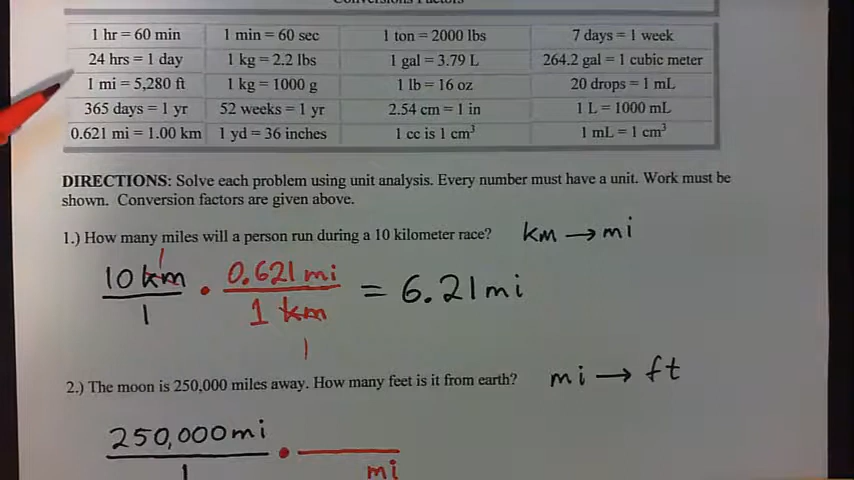 Conversions Factors
1 hr = 60 min 1 min = 60 sec 1 ton = 2000 lbs 7 days = 1 week
24 hrs = 1 day 1 kg = 2.2 lbs 1 gal = 3.79 L 264.2 gal = 1 cubic meter
1 mi = 5,280 ft 1 kg = 1000 g 1 lb = 16 oz 20 drops = 1 mL
365 days = 1 yr 52 weeks = 1 yr 2.54 cm = 1 in 1 L = 1000 mL
0.621 mi = 1.00 km 1 yd = 36 inches 1 cc is 1 cm³ 1 mL = 1 cm³
DIRECTIONS: Solve each problem using unit analysis. Every number must have a unit. Work must be
shown. Conversion factors are given above.
1.) How many miles will a person run during a 10 kilometer race? km → mi
1
10 km 0.621 mi
• = 6.21 mi
1 1 km
1
2.) The moon is 250,000 miles away. How many feet is it from earth? mi → ft
250,000 mi •
1 mi